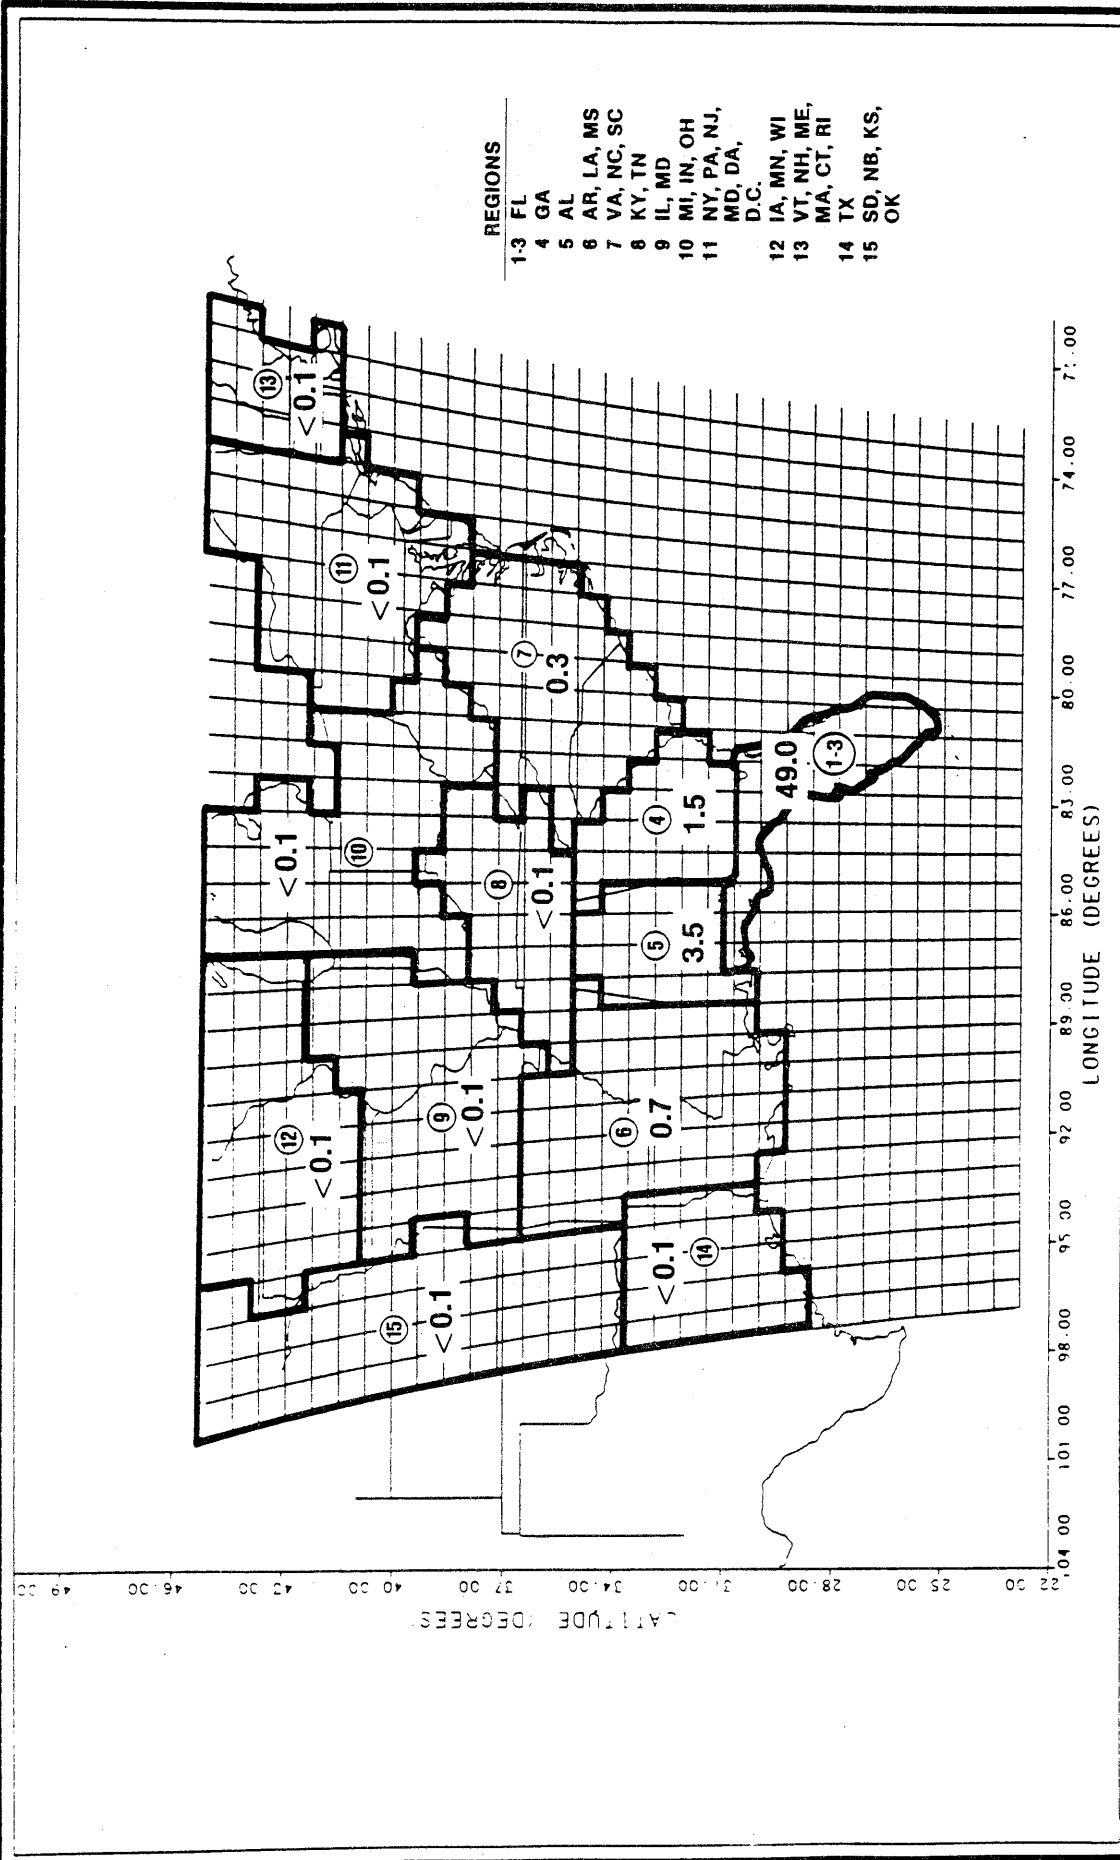 REGIONS
1-3 FL
4 GA
5 AL
6 AR, LA, MS
7 VA, NC, SC
8 KY, TN
9 IL, MD
10 MI, IN, OH
11 NY, PA, NJ,
MD, DA,
D.C.
12 IA, MN, WI
13 VT, NH, ME,
MA, CT, RI
14 TX
15 SD, NB, KS,
OK
13
<0.1
11
<0.1
10
<0.1
12
<0.1
9
<0.1
15
<0.1
8
<0.1
7
0.3
6
0.7
14
<0.1
5
3.5
4
1.5
49.0
1-3
46.00
40 00
37.00
34.00
28.00
25 00
22 00
LATITUDE (DEGREES)
98.00
95 00
92 00
86.00
83.00
80.00
77.00
74.00
101 00
LONGITUDE (DEGREES)